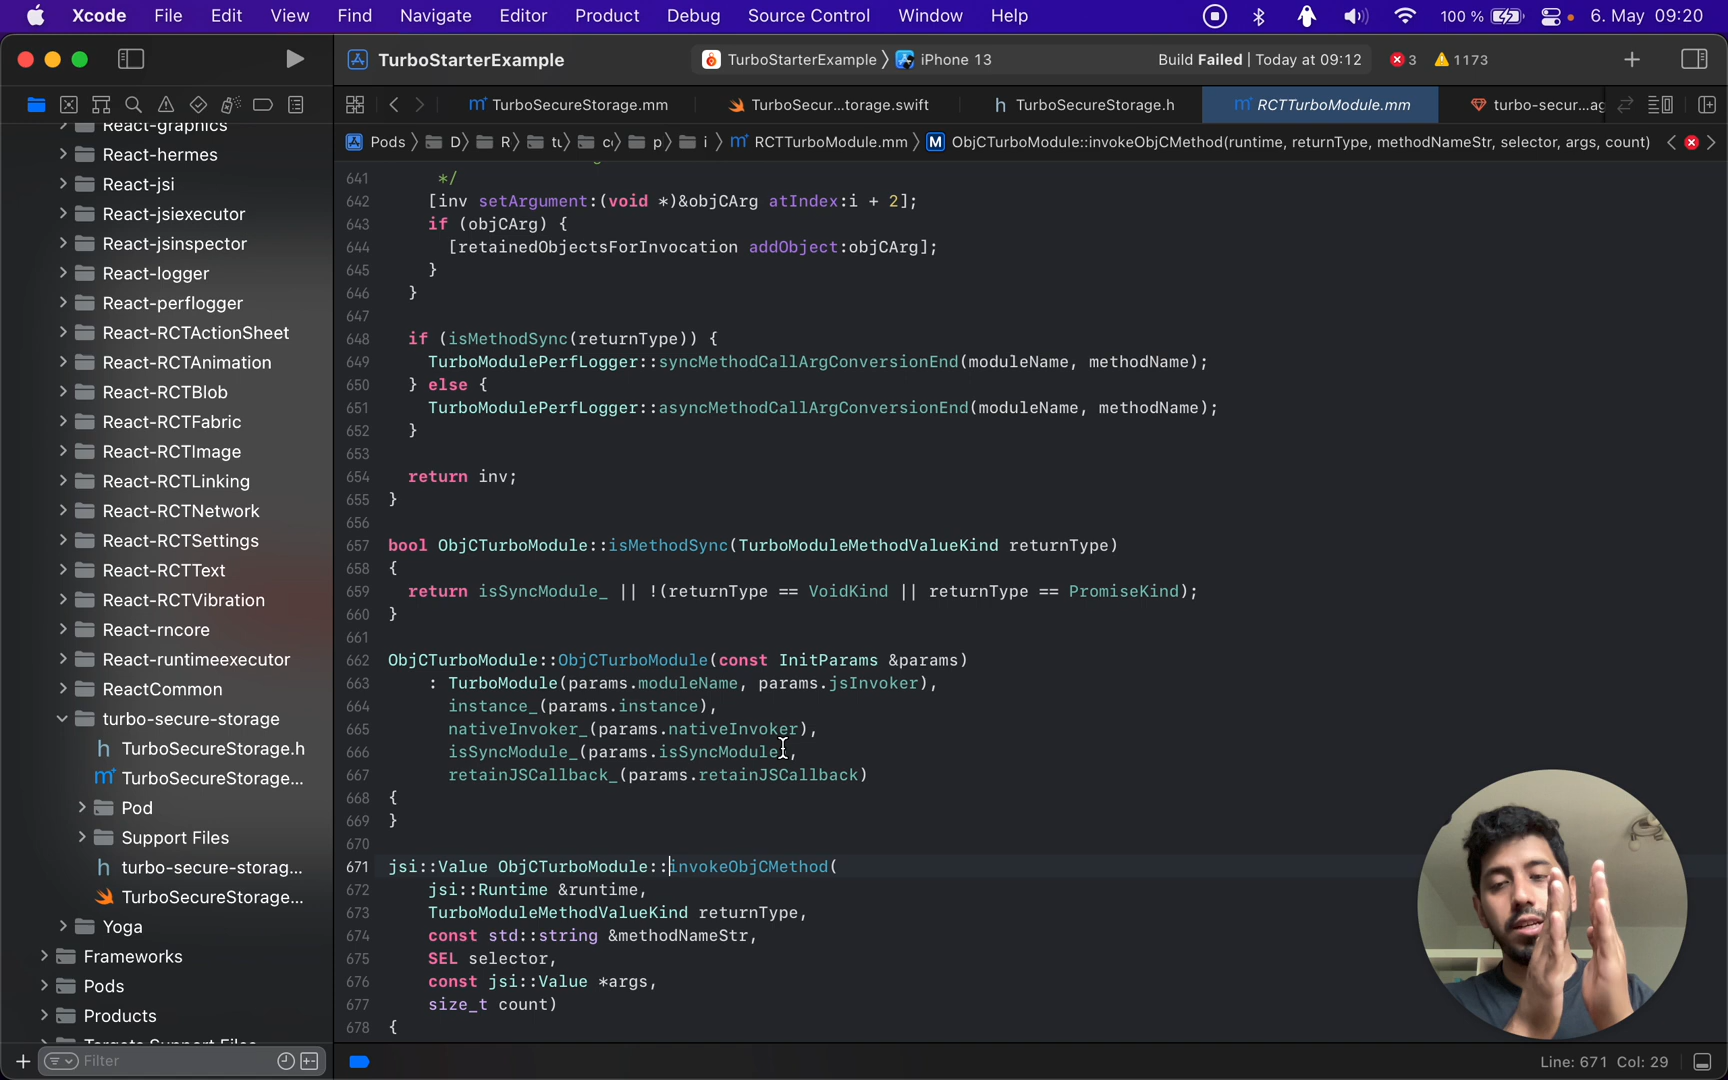 Xcode File Edit View Find Navigate Editor Product Debug Source Control Window Help 100 % 6. May 09:20
TurboStarterExample TurboStarterExample iPhone 13 Build Failed | Today at 09:12 3 1173
TurboSecureStorage.mm TurboSecur...torage.swift TurboSecureStorage.h RCTTurboModule.mm turbo-secur...ag
Pods D R tu co p i RCTTurboModule.mm M ObjCTurboModule::invokeObjCMethod(runtime, returnType, methodNameStr, selector, args, count)
React-graphics
React-hermes
React-jsi
React-jsiexecutor
React-jsinspector
React-logger
React-perflogger
React-RCTActionSheet
React-RCTAnimation
React-RCTBlob
React-RCTFabric
React-RCTImage
React-RCTLinking
React-RCTNetwork
React-RCTSettings
React-RCTText
React-RCTVibration
React-rncore
React-runtimeexecutor
ReactCommon
turbo-secure-storage
h TurboSecureStorage.h
m+ TurboSecureStorage...
Pod
Support Files
h turbo-secure-storag...
TurboSecureStorage...
Yoga
Frameworks
Pods
Products
Filter
641 */
642 [inv setArgument:(void *)&objCArg atIndex:i + 2];
643 if (objCArg) {
644 [retainedObjectsForInvocation addObject:objCArg];
645 }
646 }
647
648 if (isMethodSync(returnType)) {
649 TurboModulePerfLogger::syncMethodCallArgConversionEnd(moduleName, methodName);
650 } else {
651 TurboModulePerfLogger::asyncMethodCallArgConversionEnd(moduleName, methodName);
652 }
653
654 return inv;
655 }
656
657 bool ObjCTurboModule::isMethodSync(TurboModuleMethodValueKind returnType)
658 {
659 return isSyncModule_ || !(returnType == VoidKind || returnType == PromiseKind);
660 }
661
662 ObjCTurboModule::ObjCTurboModule(const InitParams &params)
663 : TurboModule(params.moduleName, params.jsInvoker),
664 instance_(params.instance),
665 nativeInvoker_(params.nativeInvoker),
666 isSyncModule_(params.isSyncModule),
667 retainJSCallback_(params.retainJSCallback)
668 {
669 }
670
671 jsi::Value ObjCTurboModule::invokeObjCMethod(
672 jsi::Runtime &runtime,
673 TurboModuleMethodValueKind returnType,
674 const std::string &methodNameStr,
675 SEL selector,
676 const jsi::Value *args,
677 size_t count)
678 {
Line: 671 Col: 29